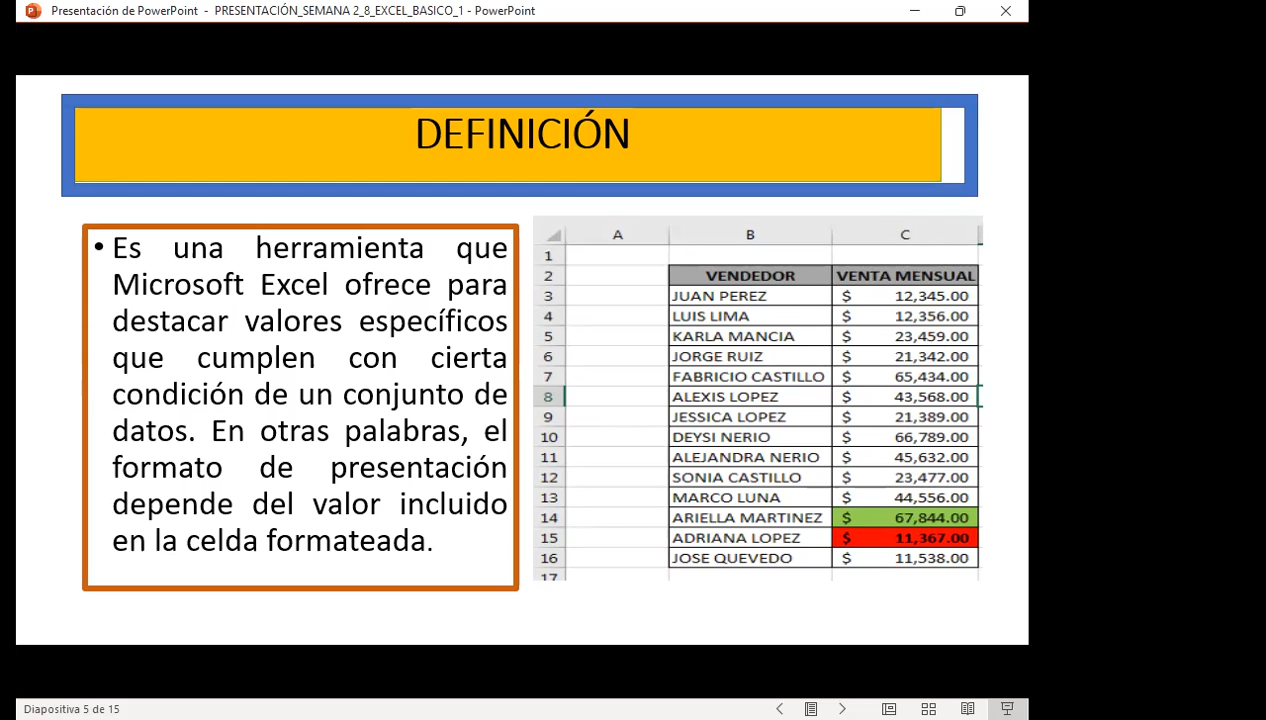 Presentación de PowerPoint - PRESENTACIÓN_SEMANA 2_8_EXCEL_BASICO_1 - PowerPoint
DEFINICIÓN
• Es una herramienta que
Microsoft Excel ofrece para
destacar valores específicos
que cumplen con cierta
condición de un conjunto de
datos. En otras palabras, el
formato de presentación
depende del valor incluido
en la celda formateada.
A B C
1
2 VENDEDOR VENTA MENSUAL
3 JUAN PEREZ $ 12,345.00
4 LUIS LIMA $ 12,356.00
5 KARLA MANCIA $ 23,459.00
6 JORGE RUIZ $ 21,342.00
7 FABRICIO CASTILLO $ 65,434.00
8 ALEXIS LOPEZ $ 43,568.00
9 JESSICA LOPEZ $ 21,389.00
10 DEYSI NERIO $ 66,789.00
11 ALEJANDRA NERIO $ 45,632.00
12 SONIA CASTILLO $ 23,477.00
13 MARCO LUNA $ 44,556.00
14 ARIELLA MARTINEZ $ 67,844.00
15 ADRIANA LOPEZ $ 11,367.00
16 JOSE QUEVEDO $ 11,538.00
17
Diapositiva 5 de 15